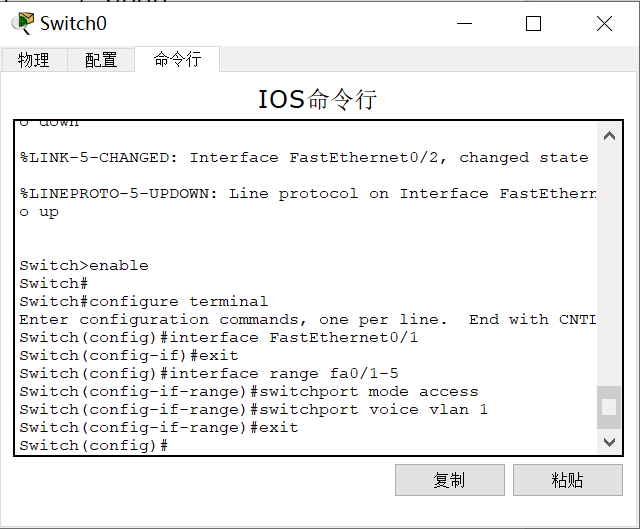 Switch0
物理 配置 命令行
IOS命令行
o down
%LINK-5-CHANGED: Interface FastEthernet0/2, changed state
%LINEPROTO-5-UPDOWN: Line protocol on Interface FastEthern
o up
Switch>enable
Switch#
Switch#configure terminal
Enter configuration commands, one per line.  End with CNTL
Switch(config)#interface FastEthernet0/1
Switch(config-if)#exit
Switch(config)#interface range fa0/1-5
Switch(config-if-range)#switchport mode access
Switch(config-if-range)#switchport voice vlan 1
Switch(config-if-range)#exit
Switch(config)#
复制 粘贴